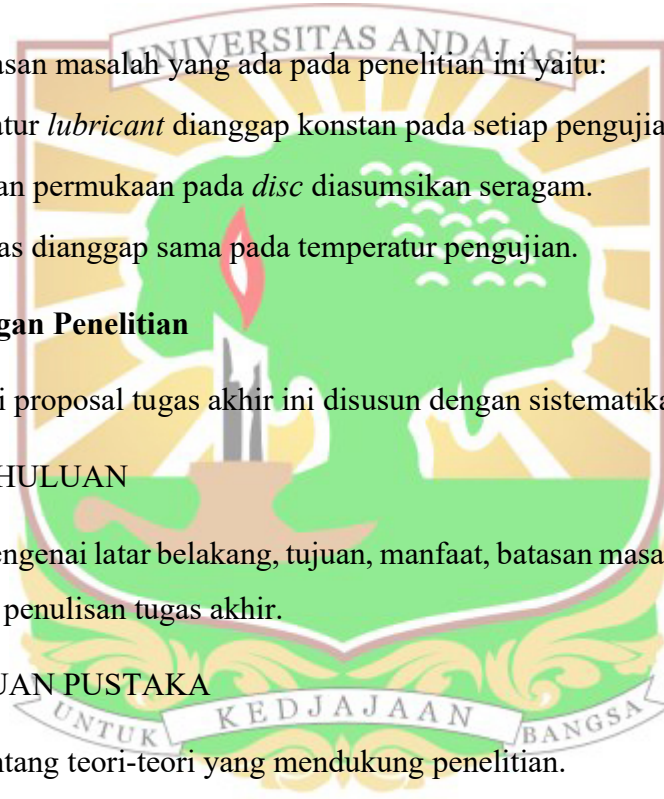 UNIVERSITAS ANDALAS
asan masalah yang ada pada penelitian ini yaitu:
atur lubricant dianggap konstan pada setiap pengujia
an permukaan pada disc diasumsikan seragam.
as dianggap sama pada temperatur pengujian.
gan Penelitian
i proposal tugas akhir ini disusun dengan sistematika
HULUAN
engenai latar belakang, tujuan, manfaat, batasan masa
penulisan tugas akhir.
UAN PUSTAKA
UNTUK KEDJAJAAN BANGSA
ntang teori-teori yang mendukung penelitian.